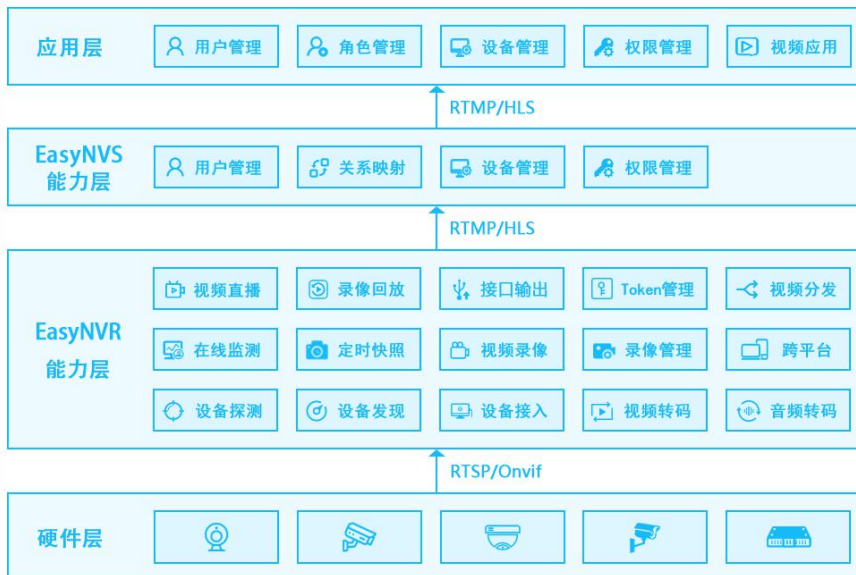 应用层
用户管理
角色管理
设备管理
权限管理
视频应用
RTMP/HLS
EasyNVS
能力层
用户管理
关系映射
设备管理
权限管理
RTMP/HLS
EasyNVR
能力层
视频直播
录像回放
接口输出
Token管理
视频分发
在线监测
定时快照
视频录像
录像管理
跨平台
设备探测
设备发现
设备接入
视频转码
音频转码
RTSP/Onvif
硬件层